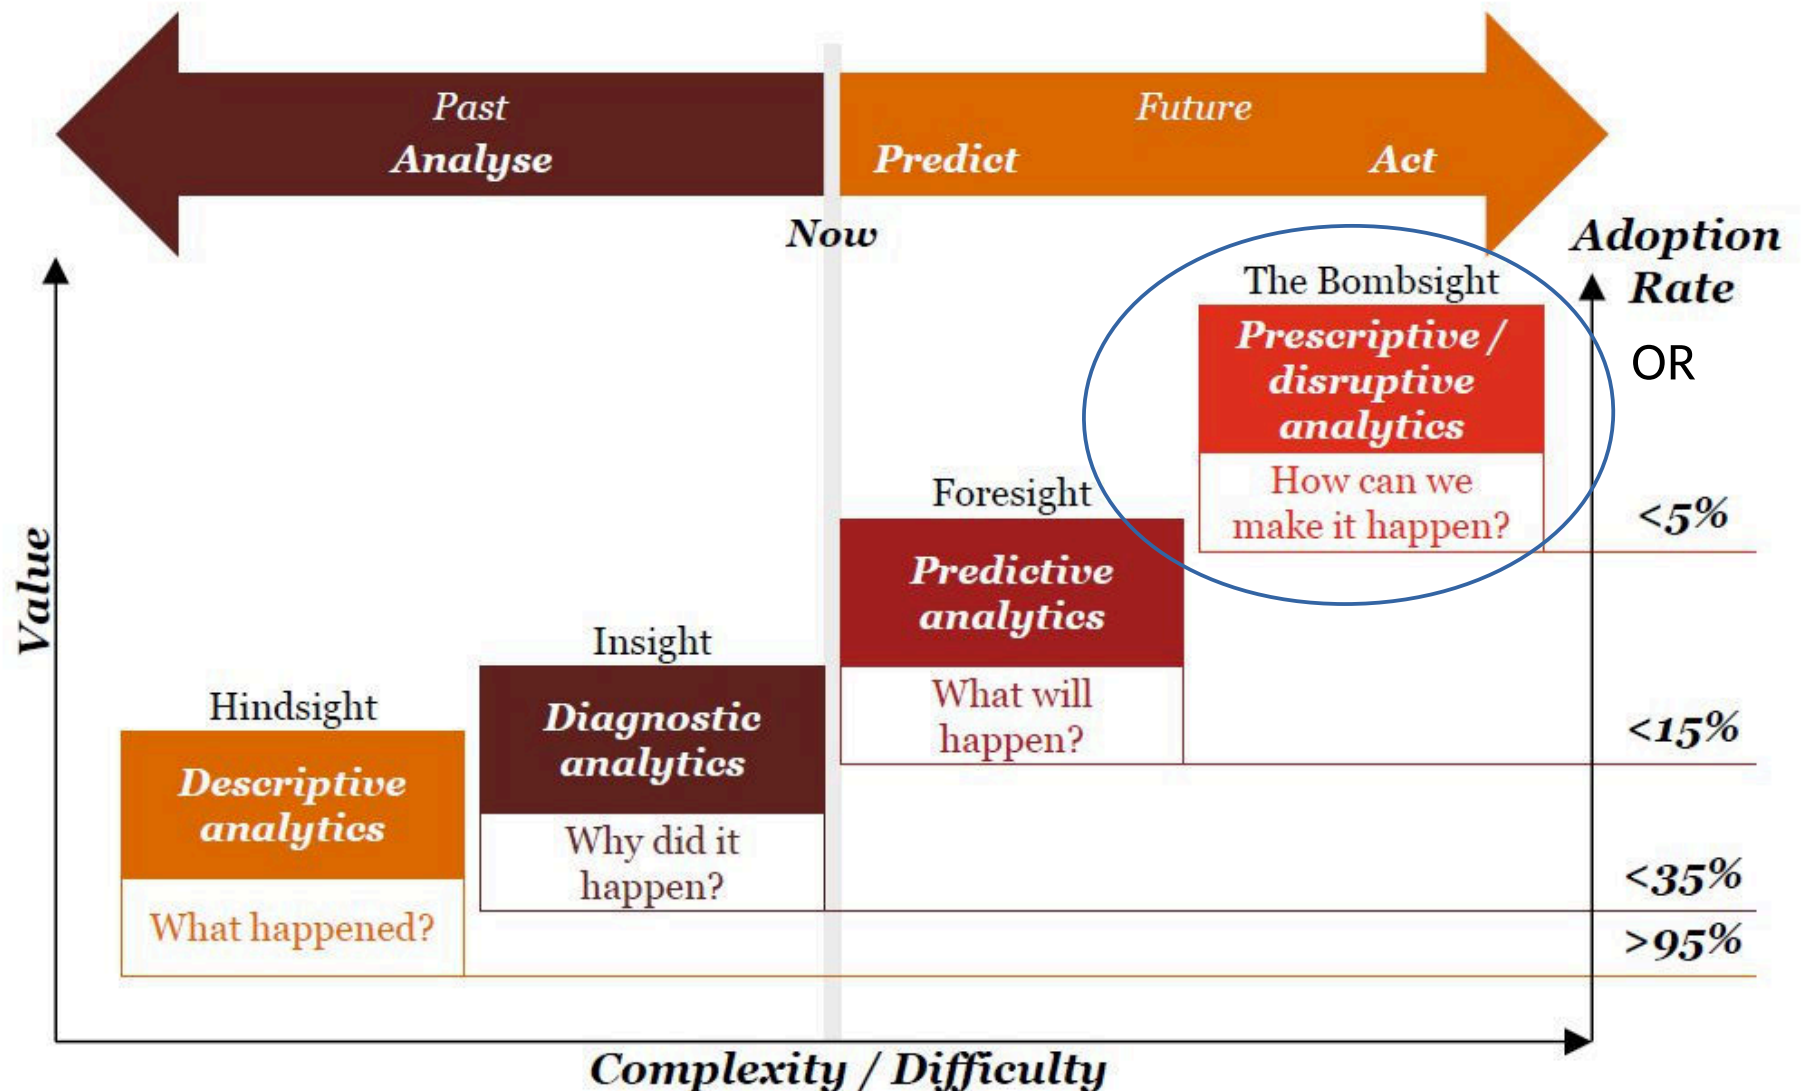 Past
Analyse
Future
Predict
Act
Now
Adoption
Rate
OR
The Bombsight
Prescriptive /
disruptive
analytics
How can we
make it happen?
<5%
Foresight
Predictive
analytics
What will
happen?
<15%
Insight
Diagnostic
analytics
Why did it
happen?
<35%
Hindsight
Descriptive
analytics
What happened?
>95%
Value
Complexity / Difficulty